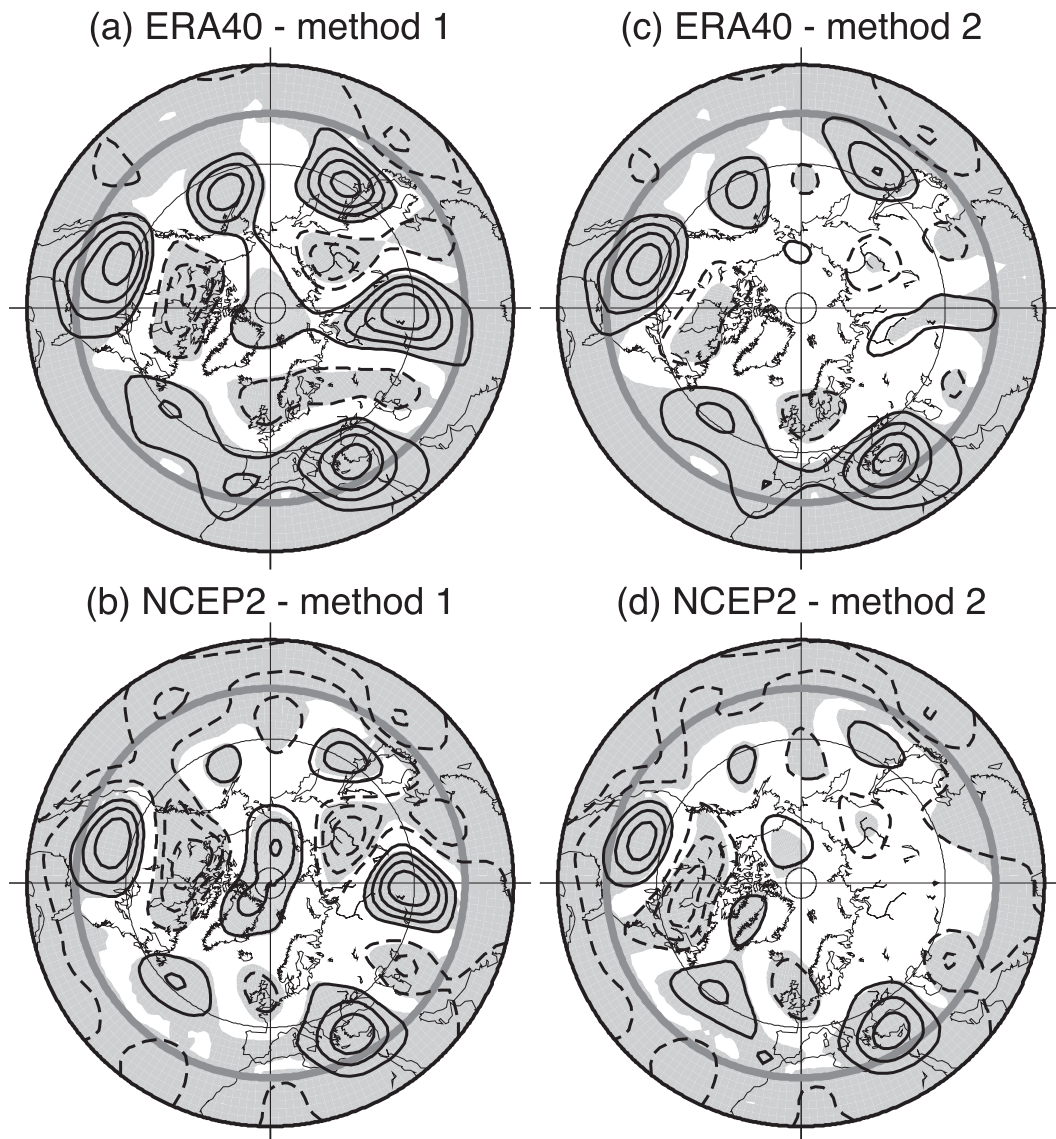 (a) ERA40 - method 1
(c) ERA40 - method 2
(b) NCEP2 - method 1
(d) NCEP2 - method 2